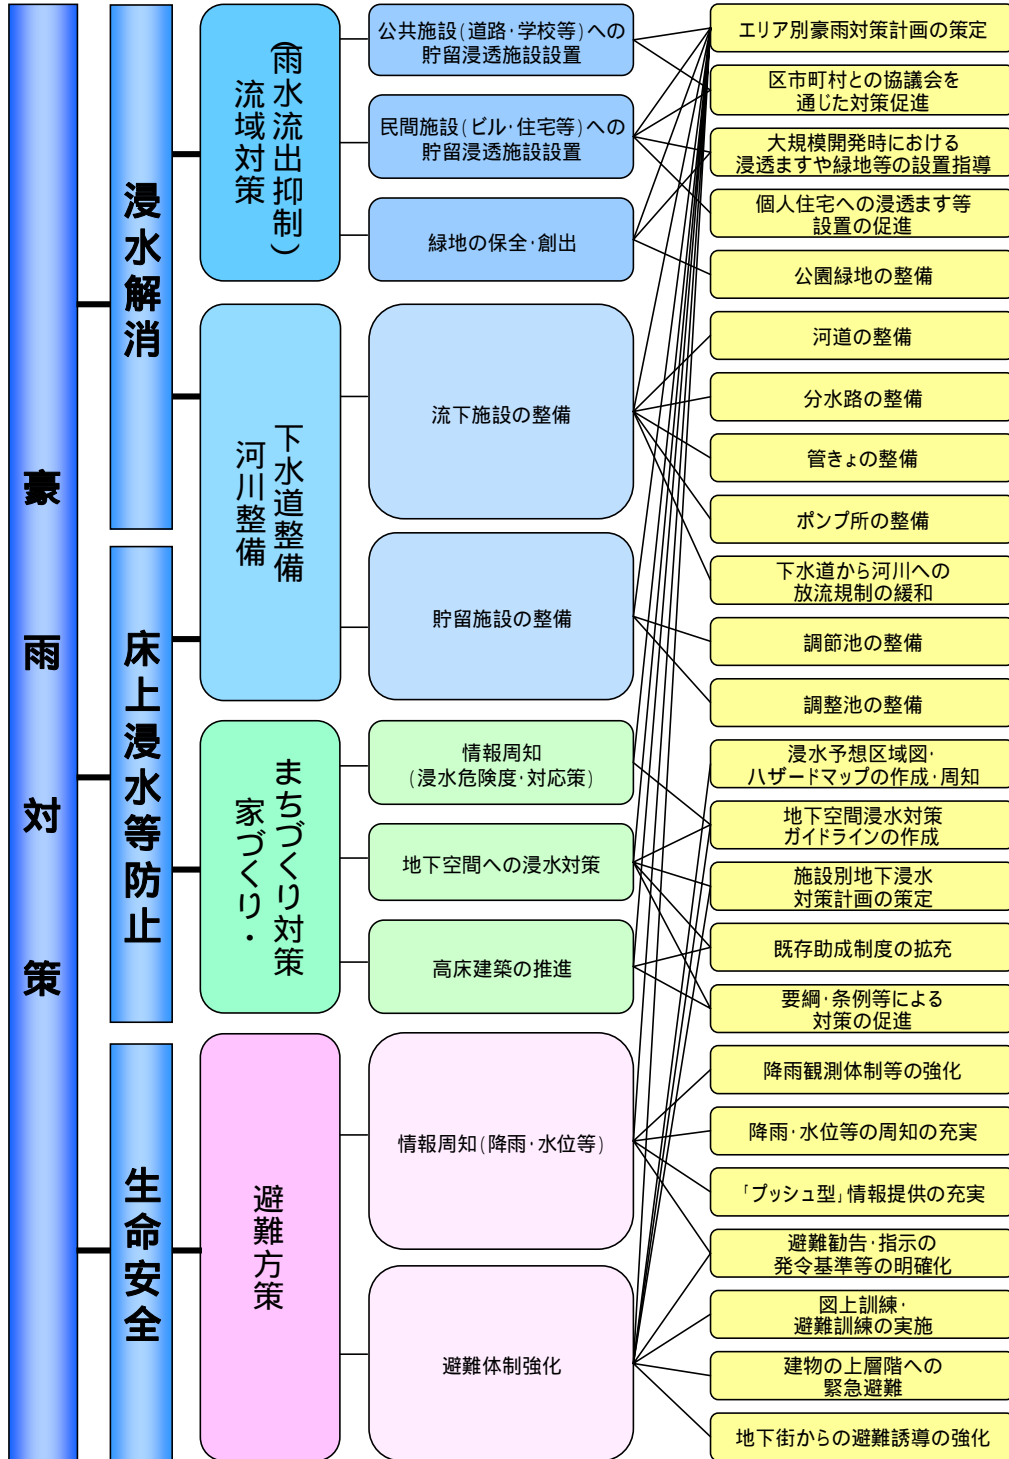 豪雨対策
浸水解消
床上浸水等防止
生命安全
流域対策
(雨水流出抑制)
河川整備
下水道整備
家づくり・
まちづくり対策
避難方策
公共施設(道路・学校等)への
貯留浸透施設設置
民間施設(ビル・住宅等)への
貯留浸透施設設置
緑地の保全・創出
流下施設の整備
貯留施設の整備
情報周知
(浸水危険度・対応策)
地下空間への浸水対策
高床建築の推進
情報周知(降雨・水位等)
避難体制強化
エリア別豪雨対策計画の策定
区市町村との協議会を
通じた対策促進
大規模開発時における
浸透ますや緑地等の設置指導
個人住宅への浸透ます等
設置の促進
公園緑地の整備
河道の整備
分水路の整備
管きょの整備
ポンプ所の整備
下水道から河川への
放流規制の緩和
調節池の整備
調整池の整備
浸水予想区域図・
ハザードマップの作成・周知
地下空間浸水対策
ガイドラインの作成
施設別地下浸水
対策計画の策定
既存助成制度の拡充
要綱・条例等による
対策の促進
降雨観測体制等の強化
降雨・水位等の周知の充実
「プッシュ型」情報提供の充実
避難勧告・指示の
発令基準等の明確化
図上訓練・
避難訓練の実施
建物の上層階への
緊急避難
地下街からの避難誘導の強化